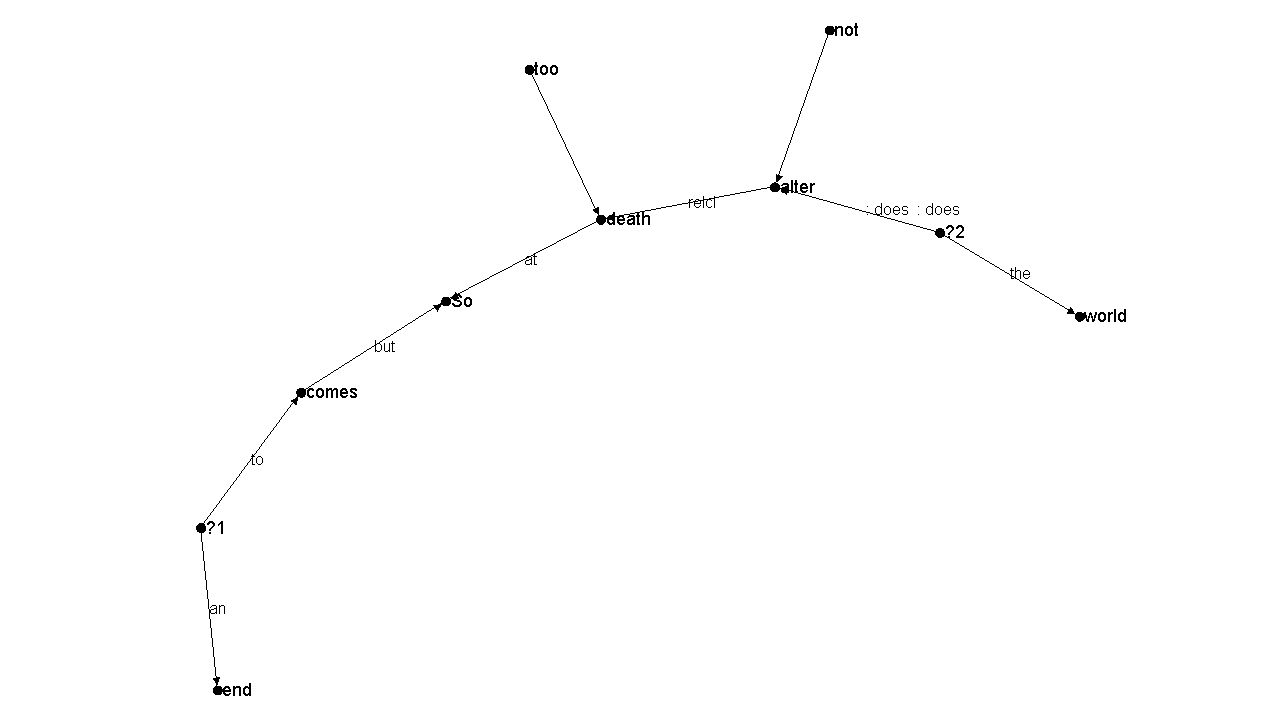 not
too
alter
relcl
: does : does
death
?2
at
the
So
world
but
comes
to
?1
an
end